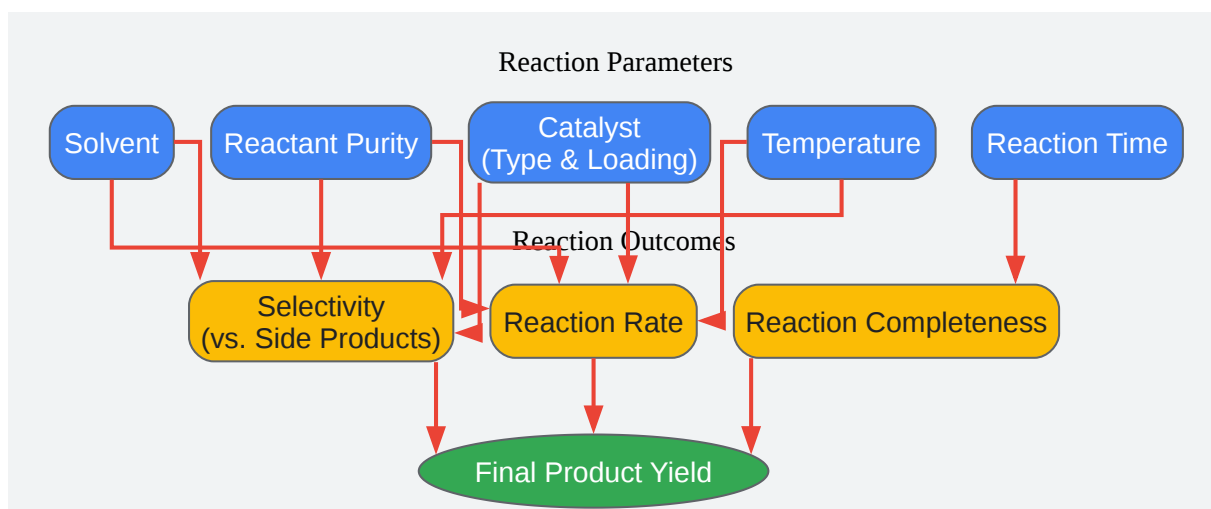 Reaction Parameters
Solvent
Reactant Purity
Catalyst
(Type & Loading)
Temperature
Reaction Time
Reaction Outcomes
Selectivity
(vs. Side Products)
Reaction Rate
Reaction Completeness
Final Product Yield